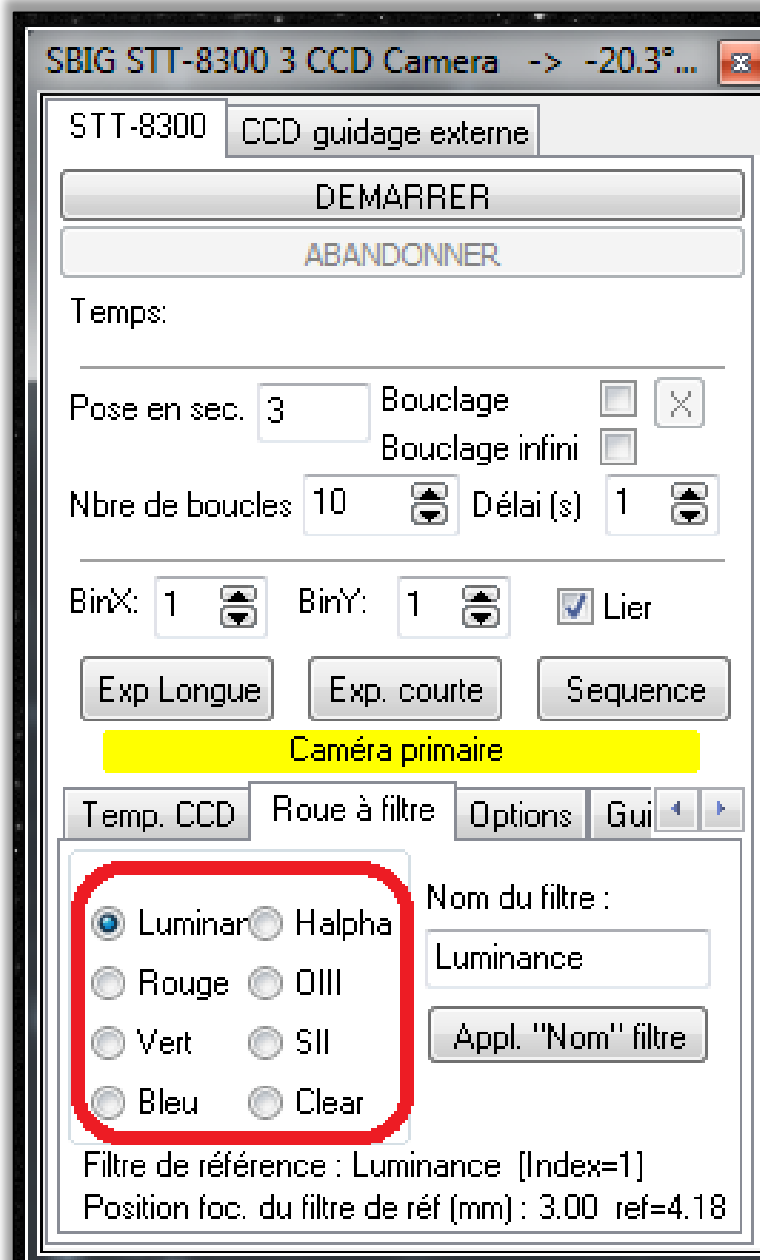 SBIG STT-8300 3 CCD Camera -> -20.3°...
STT-8300 CCD guidage externe
DEMARRER
ABANDONNER
Temps:
Pose en sec. 3 Bouclage X
Bouclage infini
Nbre de boucles 10 Délai (s) 1
BinX: 1 BinY: 1 Lier
Exp Longue Exp. courte Sequence
Caméra primaire
Temp. CCD Roue à filtre Options Gui
Luminan Halpha Nom du filtre :
Rouge OIII Luminance
Vert SII Appl. "Nom" filtre
Bleu Clear
Filtre de référence : Luminance [Index=1]
Position foc. du filtre de réf (mm) : 3.00 ref=4.18